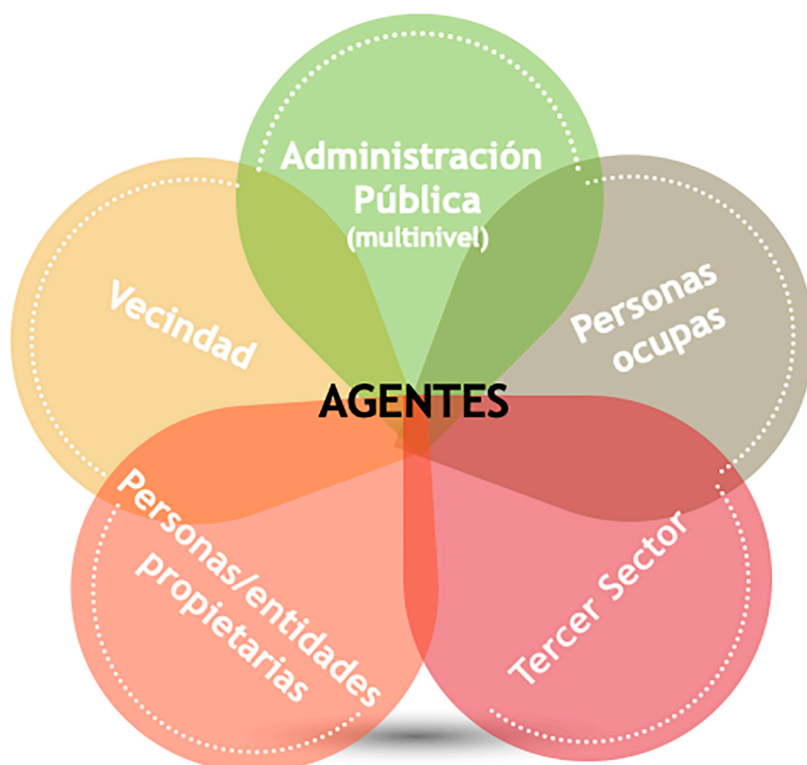 Administración
Pública
(multinivel)
Vecindad
Personas
ocupas
AGENTES
Personas/entidades
propietarias
Tercer Sector